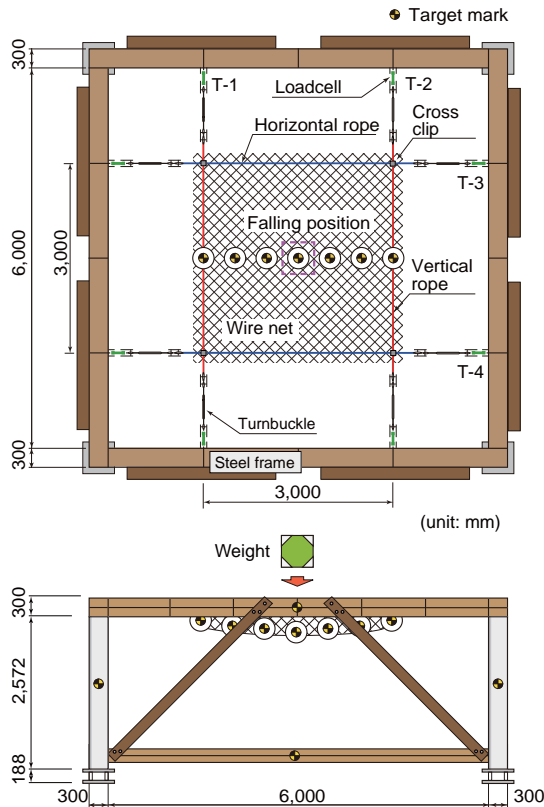 Target mark
300
T-1
Loadcell
T-2
Horizontal rope
Cross
clip
T-3
Falling position
6,000
3,000
Vertical
rope
Wire net
T-4
Turnbuckle
300
Steel frame
3,000
(unit: mm)
Weight
300
2,572
188
300
6,000
300